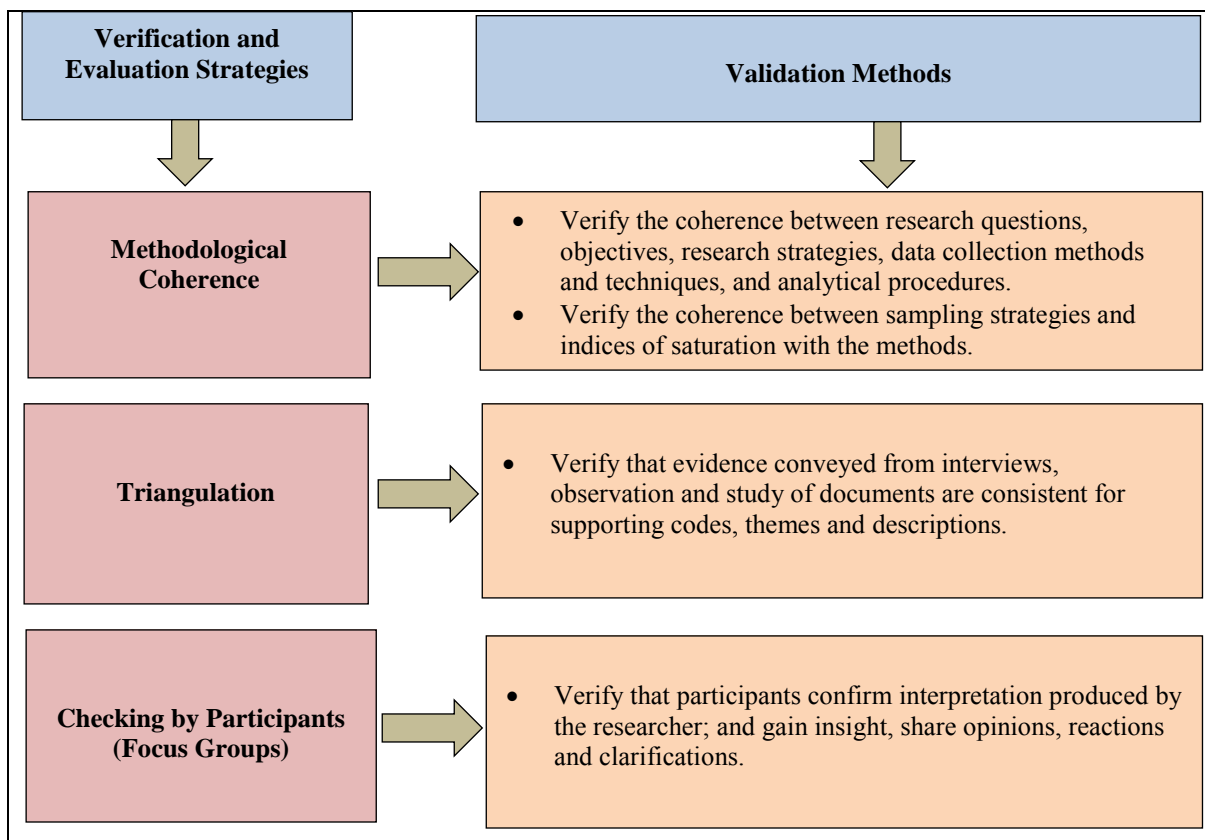 Verification and
Evaluation Strategies
Validation Methods
Methodological
Coherence
• Verify the coherence between research questions,
objectives, research strategies, data collection methods
and techniques, and analytical procedures.
• Verify the coherence between sampling strategies and
indices of saturation with the methods.
Triangulation
• Verify that evidence conveyed from interviews,
observation and study of documents are consistent for
supporting codes, themes and descriptions.
Checking by Participants
(Focus Groups)
• Verify that participants confirm interpretation produced by
the researcher; and gain insight, share opinions, reactions
and clarifications.